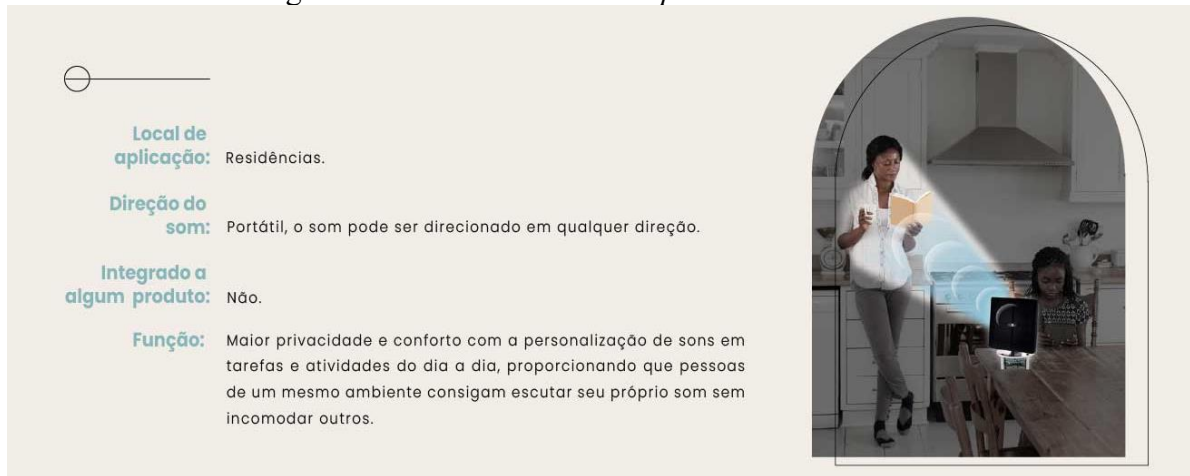 Local de
aplicação: Residências.
Direção do
som: Portátil, o som pode ser direcionado em qualquer direção.
Integrado a
algum produto: Não.
Função: Maior privacidade e conforto com a personalização de sons em
tarefas e atividades do dia a dia, proporcionando que pessoas
de um mesmo ambiente consigam escutar seu próprio som sem
incomodar outros.